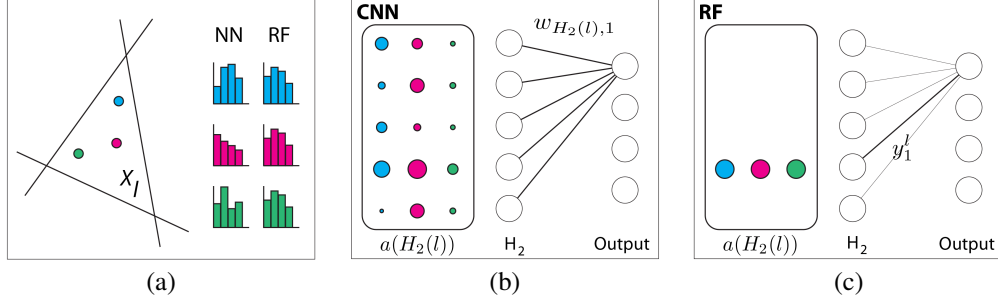 NN RF
X_l
(a)
CNN
w_{H_2(l),1}
a(H_2(l)) H_2 Output
(b)
RF
y_1^l
a(H_2(l)) H_2 Output
(c)